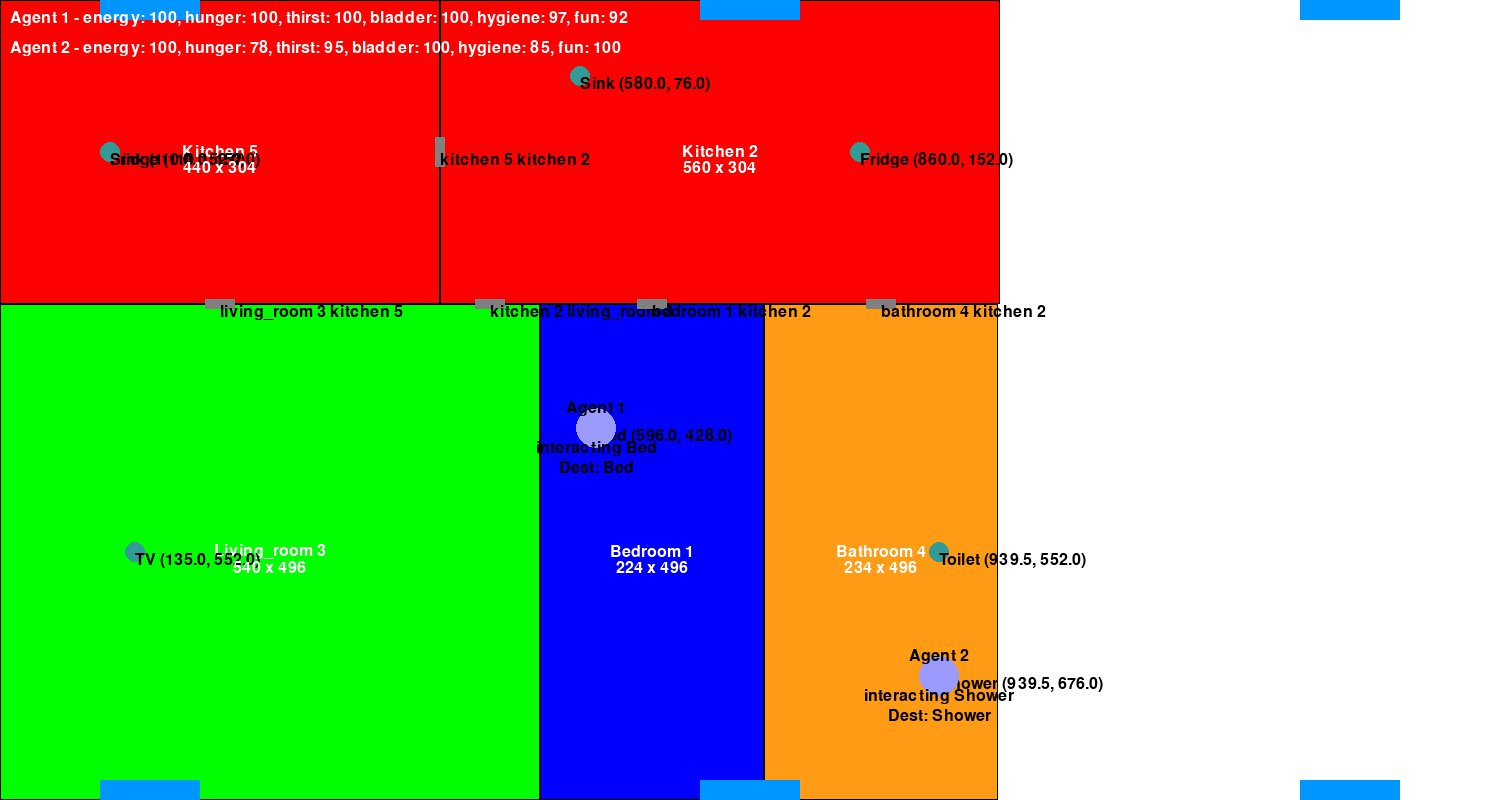 Agent 1 - energy: 100, hunger: 100, thirst: 100, bladder: 100, hygiene: 97, fun: 92
Agent 2 - energy: 100, hunger: 78, thirst: 95, bladder: 100, hygiene: 85, fun: 100
Sink (580.0, 76.0)
Kitchen 5
440 x 304
kitchen 5 kitchen 2
Kitchen 2
560 x 304
Fridge (860.0, 152.0)
living_room 3 kitchen 5
kitchen 2 living_room 3
bedroom 1 kitchen 2
bathroom 4 kitchen 2
Agent 1
(596.0, 428.0)
interacting Bed
Dest: Bed
Living_room 3
540 x 496
TV (135.0, 552.0)
Bedroom 1
224 x 496
Bathroom 4
234 x 496
Toilet (939.5, 552.0)
Agent 2
(939.5, 676.0)
interacting Shower
Dest: Shower